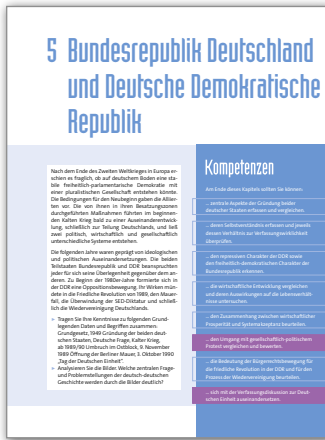 5 Bundesrepublik Deutschland
und Deutsche Demokratische
Republik
Nach dem Ende des Zweiten Weltkrieges in Europa er-
schien es fraglich, ob auf deutschem Boden eine sta-
bile freiheitlich-parlamentarische Demokratie mit
einer pluralistischen Gesellschaft entstehen könnte.
Die Bedingungen für den Neubeginn gaben die Alliier-
ten vor. Die von ihnen in ihren Besatzungszonen
durchgeführten Maßnahmen führten im beginnen-
den Kalten Krieg bald zu einer Auseinanderentwick-
lung, schließlich zur Teilung Deutschlands, und ließ
zwei politisch, wirtschaftlich und gesellschaftlich
unterschiedliche Systeme entstehen.
Die folgenden Jahre waren geprägt von ideologischen
und politischen Auseinandersetzungen. Die beiden
Teilstaaten Bundesrepublik und DDR beanspruchten
jeder für sich seine Überlegenheit gegenüber dem an-
deren. Zu Beginn der 1980er-Jahre formierte sich in
der DDR eine Oppositionsbewegung. Ihr Wirken mün-
dete in die Friedliche Revolution von 1989, den Mauer-
fall, die Überwindung der SED-Diktatur und schließ-
lich die Wiedervereinigung Deutschlands.
» Tragen Sie Ihre Kenntnisse zu folgenden Grund-
legenden Daten und Begriffen zusammen:
Grundgesetz, 1949 Gründung der beiden deut-
schen Staaten, Deutsche Frage, Kalter Krieg,
ab 1989/90 Umbruch im Ostblock, 9. November
1989 Öffnung der Berliner Mauer, 3. Oktober 1990
„Tag der Deutschen Einheit“.
» Analysieren Sie die Bilder. Welche zentralen Frage-
und Problemstellungen der deutsch-deutschen
Geschichte werden durch die Bilder deutlich?
Kompetenzen
Am Ende dieses Kapitels sollten Sie können:
... zentrale Aspekte der Gründung beider
deutscher Staaten erfassen und vergleichen.
... deren Selbstverständnis erfassen und jeweils
dessen Verhältnis zur Verfassungswirklichkeit
überprüfen.
... den repressiven Charakter der DDR sowie
den freiheitlich-demokratischen Charakter der
Bundesrepublik erkennen.
... die wirtschaftliche Entwicklung vergleichen
und deren Auswirkungen auf die Lebensverhält-
nisse untersuchen.
... den Zusammenhang zwischen wirtschaftlicher
Prosperität und Systemakzeptanz beurteilen.
... den Umgang mit gesellschaftlich-politischem
Protest vergleichen und bewerten.
... die Bedeutung der Bürgerrechtsbewegung für
die friedliche Revolution in der DDR und für den
Prozess der Wiedervereinigung beurteilen.
... sich mit der Verfassungsdiskussion zur Deut-
schen Einheit auseinandersetzen.